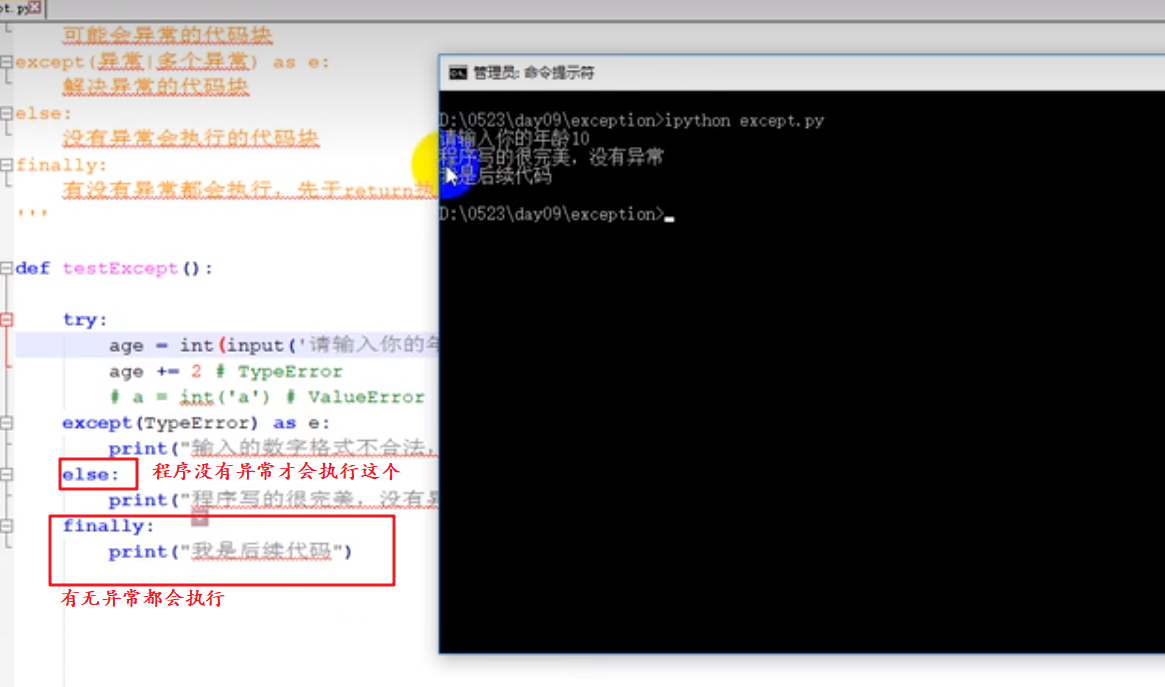 pt.py
可能会异常的代码块
except(异常|多个异常) as e:
解决异常的代码块
else:
没有异常会执行的代码块
finally:
有没有异常都会执行，先于return执
'''
def testExcept():
try:
age = int(input('请输入你的年
age += 2 # TypeError
# a = int('a') # ValueError
except(TypeError) as e:
print("输入的数字格式不合法，
else:
程序没有异常才会执行这个
print("程序写的很完美，没有异
finally:
print("我是后续代码")
有无异常都会执行
管理员: 命令提示符
D:\0523\day09\exception>ipython except.py
请输入你的年龄10
程序写的很完美，没有异常
我是后续代码
D:\0523\day09\exception>